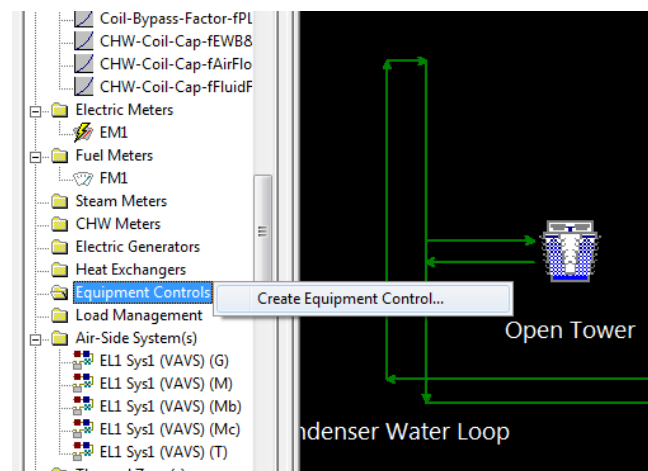 Coil-Bypass-Factor-fPL
CHW-Coil-Cap-fEWB&
CHW-Coil-Cap-fAirFlo
CHW-Coil-Cap-fFluidF
Electric Meters
EM1
Fuel Meters
FM1
Steam Meters
CHW Meters
Electric Generators
Heat Exchangers
Equipment Controls
Create Equipment Control...
Load Management
Air-Side System(s)
EL1 Sys1 (VAVS) (G)
EL1 Sys1 (VAVS) (M)
EL1 Sys1 (VAVS) (Mb)
EL1 Sys1 (VAVS) (Mc)
EL1 Sys1 (VAVS) (T)
Open Tower
ndenser Water Loop